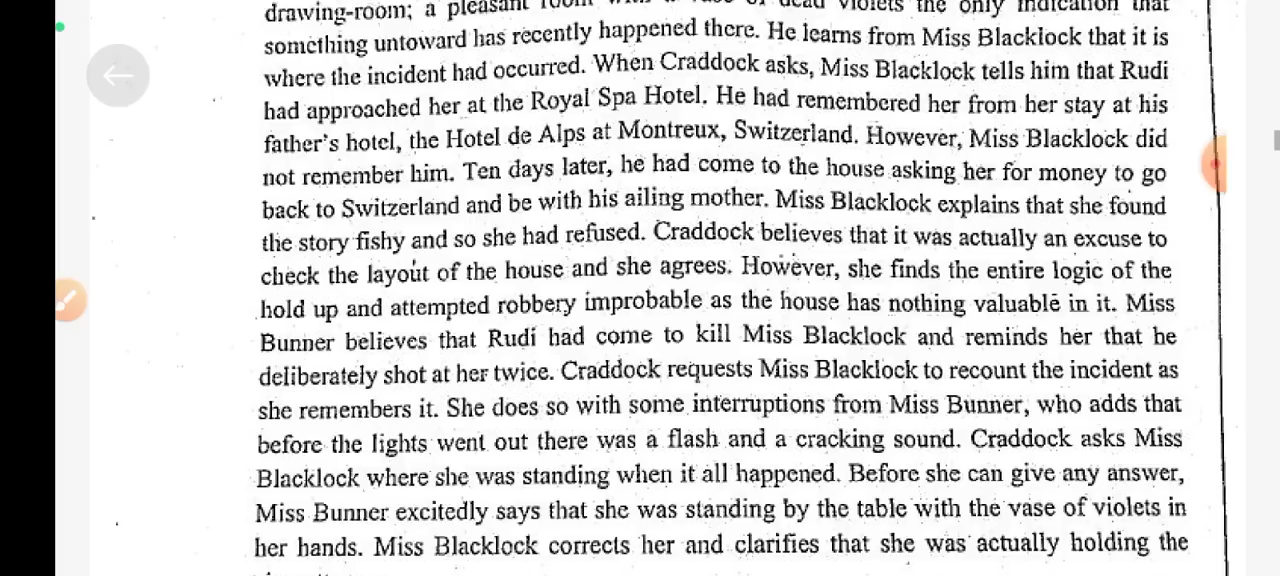 drawing-room; a pleasant room dead violets the only indication that
something untoward has recently happened there. He learns from Miss Blacklock that it is
where the incident had occurred. When Craddock asks, Miss Blacklock tells him that Rudi
had approached her at the Royal Spa Hotel. He had remembered her from her stay at his
father's hotel, the Hotel de Alps at Montreux, Switzerland. However, Miss Blacklock did
not remember him. Ten days later, he had come to the house asking her for money to go
back to Switzerland and be with his ailing mother. Miss Blacklock explains that she found
the story fishy and so she had refused. Craddock believes that it was actually an excuse to
check the layout of the house and she agrees. However, she finds the entire logic of the
hold up and attempted robbery improbable as the house has nothing valuable in it. Miss
Bunner believes that Rudi had come to kill Miss Blacklock and reminds her that he
deliberately shot at her twice. Craddock requests Miss Blacklock to recount the incident as
she remembers it. She does so with some interruptions from Miss Bunner, who adds that
before the lights went out there was a flash and a cracking sound. Craddock asks Miss
Blacklock where she was standing when it all happened. Before she can give any answer,
Miss Bunner excitedly says that she was standing by the table with the vase of violets in
her hands. Miss Blacklock corrects her and clarifies that she was actually holding the